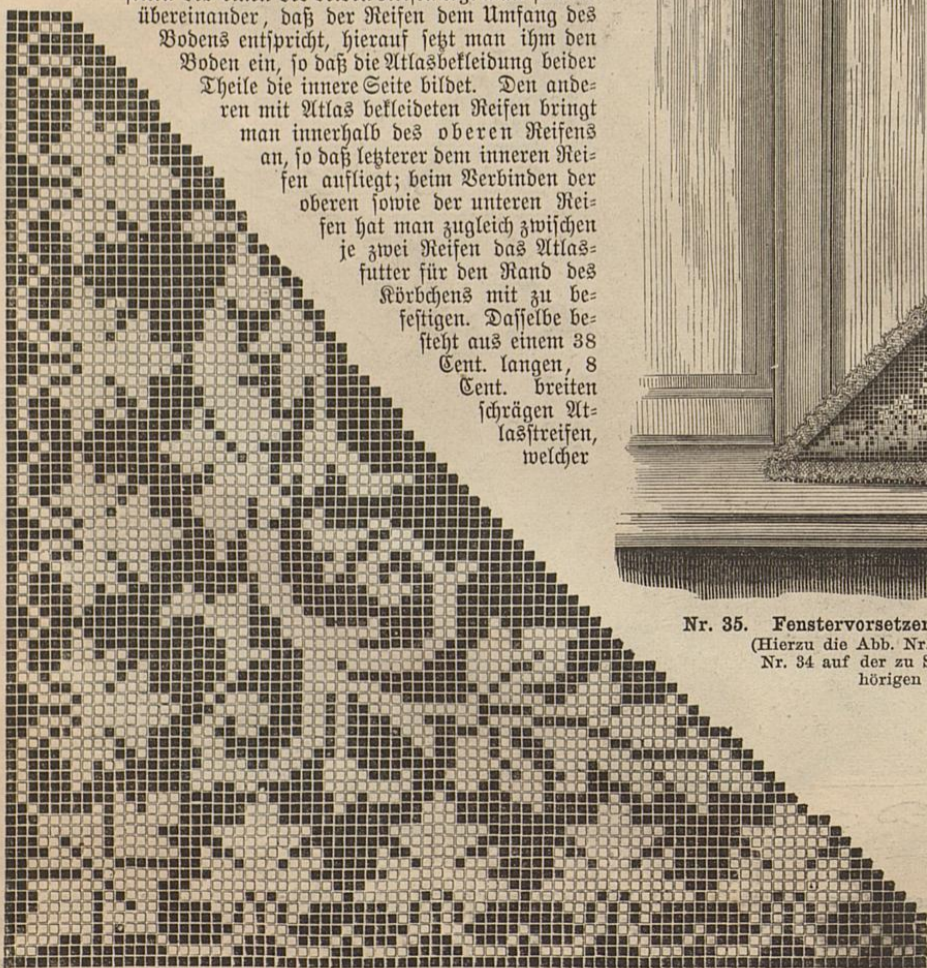 übereinander, daß der Reifen dem Umfang des
Bodens entspricht, hierauf setzt man ihm den
Boden ein, so daß die Atlasbekleidung beider
Theile die innere Seite bildet. Den ande-
ren mit Atlas bekleideten Reifen bringt
man innerhalb des oberen Reifens
an, so daß letzterer dem inneren Rei-
fen aufliegt; beim Verbinden der
oberen sowie der unteren Rei-
fen hat man zugleich zwischen
je zwei Reifen das Atlas-
futter für den Rand des
Körbchens mit zu be-
festigen. Dasselbe be-
steht aus einem 38
Cent. langen, 8
Cent. breiten
schrägen At-
lasstreifen,
welcher
Nr. 35. Fenstervorsetzer
(Hierzu die Abb. Nr.
Nr. 34 auf der zu
hörigen